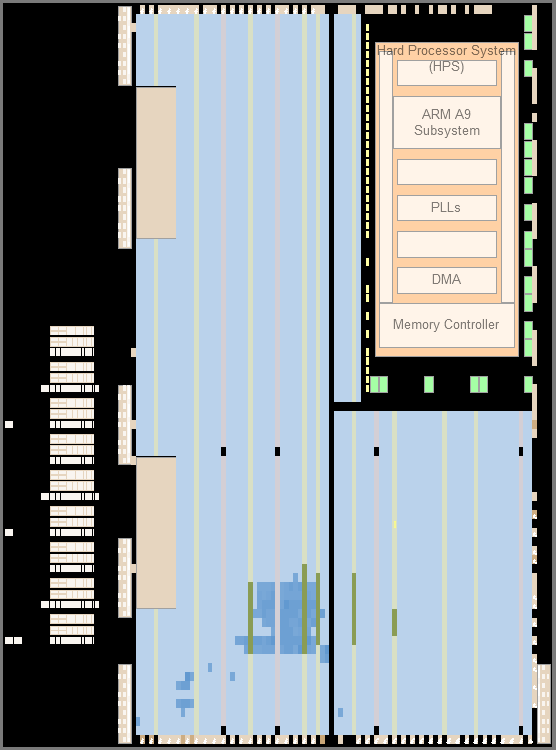 Hard Processor System
(HPS)
ARM A9
Subsystem
PLLs
DMA
Memory Controller